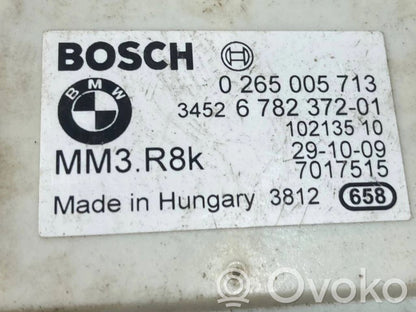 BOSCH
BMW
0 265 005 713
3452 6 782 372-01
102135 10
MM3.R8k 29-10-09
7017515
Made in Hungary 3812 658
Ovoko